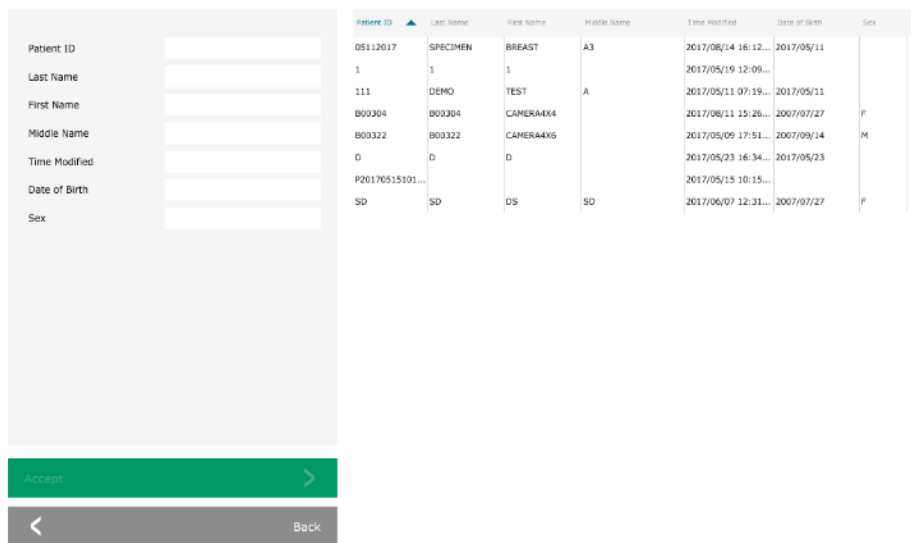 Patient ID
Last Name
First Name
Middle Name
Time Modified
Date of Birth
Sex
Accept
Back
Patient ID Last Name First Name Middle Name Time Modified Date of Birth Sex
05112017 SPECIMEN BREAST A3 2017/08/14 16:12... 2017/05/11
1 1 1 2017/05/19 12:09...
111 DEMO TEST A 2017/05/11 07:19... 2017/05/11
B00304 B00304 CAMERA4X4 2017/08/11 15:26... 2007/07/27 F
B00322 B00322 CAMERA4X6 2017/05/09 17:51... 2007/09/14 M
D D D 2017/05/23 16:34... 2017/05/23
P20170515101... 2017/05/15 10:15...
SD SD DS SD 2017/06/07 12:31... 2007/07/27 F